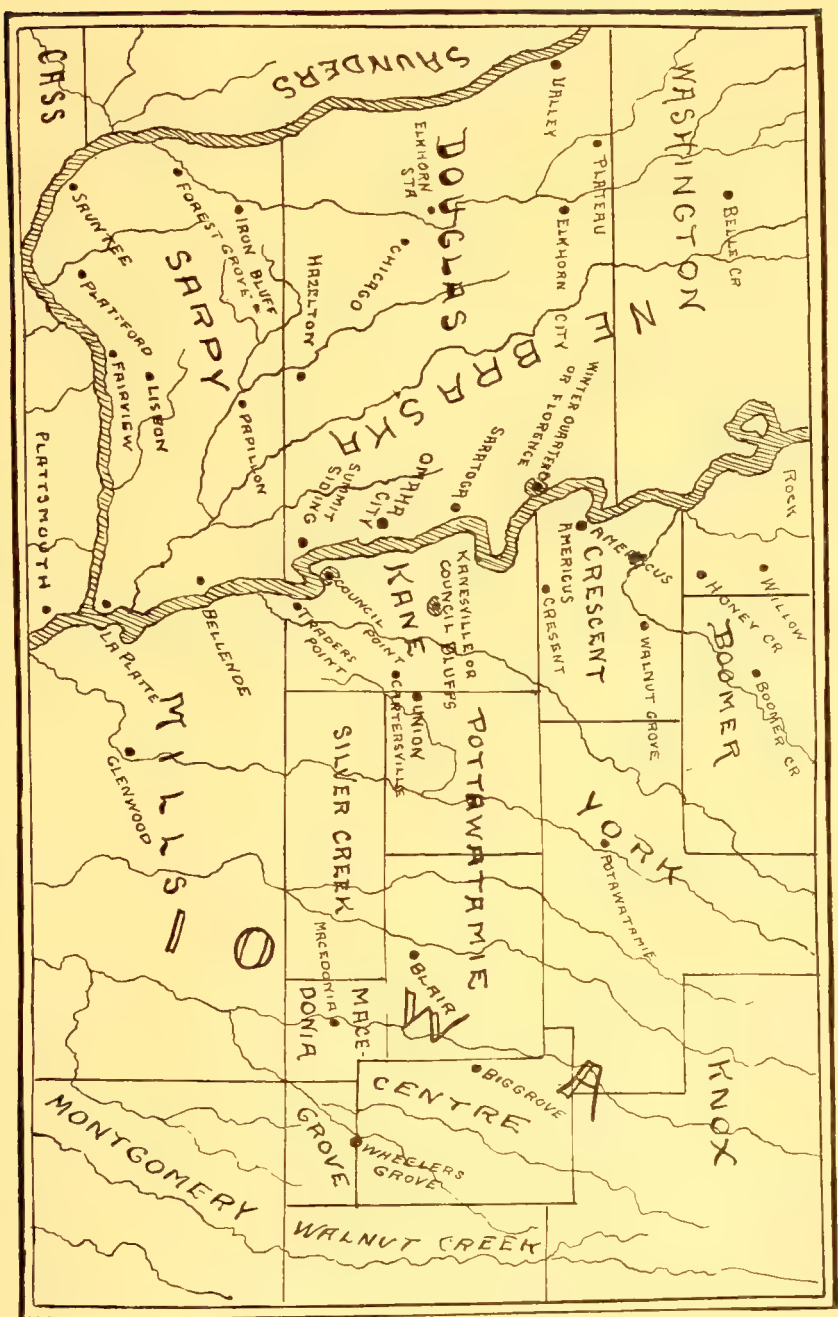 WASHINGTON
BELLE CR
VALLEY
PLATEAU
ELKHORN CITY
SAUNDERS
DOUGLAS
ELKHORN
STA
CHICAGO
HAZELTON
CASS
SARPY
SAUNTEE
FOREST GROVE
IRON BLUFF
PLATTFORD
FAIRVIEW
LISBON
PAPILLON
PLATTSMOUTH
LA PLATTE
BELLENDE
NEBRASKA
WINTER QUARTERS
OR FLORENCE
SARATOGA
OMAHA
CITY
SUMMIT
SIDING
ROCK
WILLOW
HONEY CR
BOOMER CR
BOOMER
AMERICUS
AMERICUS
CRESCENT
CRESENT
WALNUT GROVE
KANE
KANESVILLE OR
COUNCIL BLUFFS
COUNCIL POINT
TRADERS
POINT
CARTERSVILLE
UNION
POTTAWATAMIE
YORK
POTAWATAMIE
SILVER CREEK
MILLS
GLENWOOD
IOWA
MACEDONIA
MACE-
DONIA
BLAIR
KNOX
CENTRE
BIGGROVE
GROVE
WHEELERS
GROVE
MONTGOMERY
WALNUT CREEK